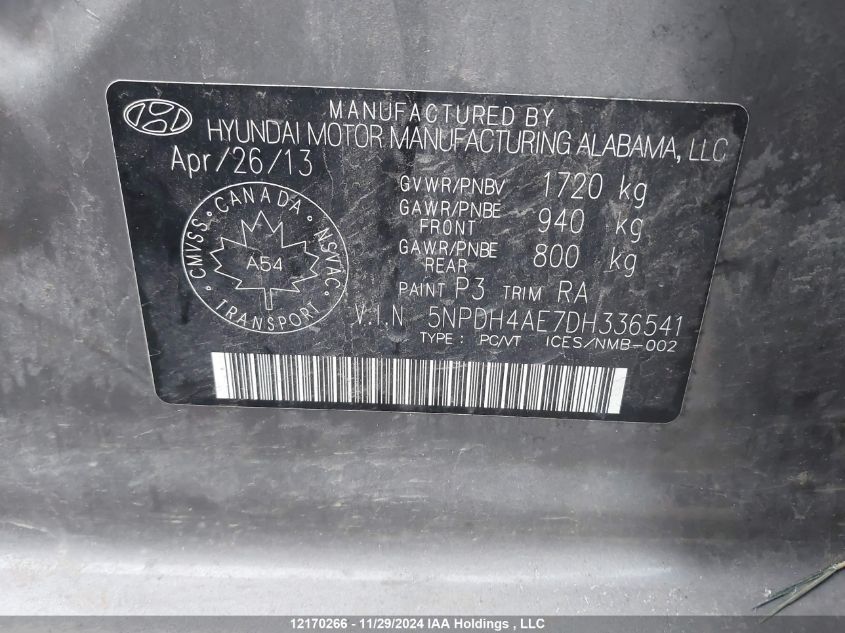 MANUFACTURED BY
HYUNDAI MOTOR MANUFACTURING ALABAMA, LLC
Apr/26/13
GVWR/PNBV 1720 kg
GAWR/PNBE FRONT 940 kg
GAWR/PNBE REAR 800 kg
CANADA
CMVSS NSVAC
A54
TRANSPORT
PAINT P3 TRIM RA
V.I.N 5NPDH4AE7DH336541
TYPE : PC/VT ICES/NMB-002
12170266 - 11/29/2024 IAA Holdings , LLC